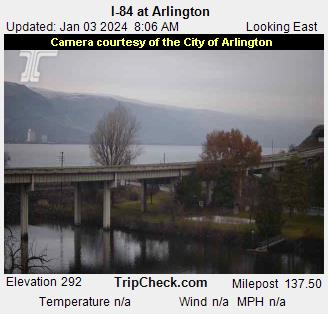 I-84 at Arlington
Updated: Jan 03 2024 8:06 AM Looking East
Camera courtesy of the City of Arlington
Elevation 292 TripCheck.com Milepost 137.50
Temperature n/a Wind n/a MPH n/a